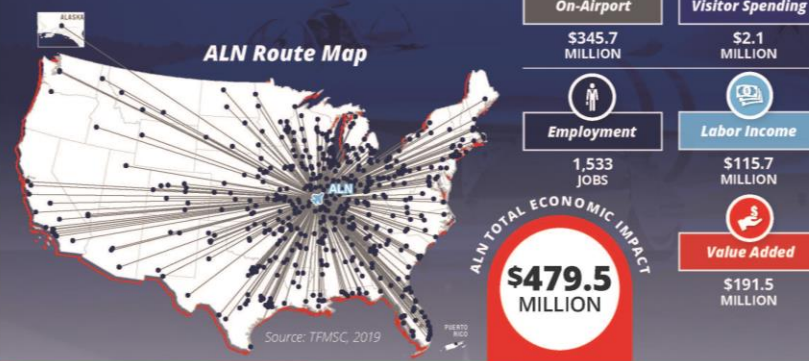 ALASKA
ALN Route Map
ALN
Source: TFMSC, 2019
PUERTO
RICO
On-Airport
$345.7
MILLION
Visitor Spending
$2.1
MILLION
Employment
1,533
JOBS
Labor Income
$115.7
MILLION
ALN TOTAL ECONOMIC IMPACT
$479.5
MILLION
Value Added
$191.5
MILLION